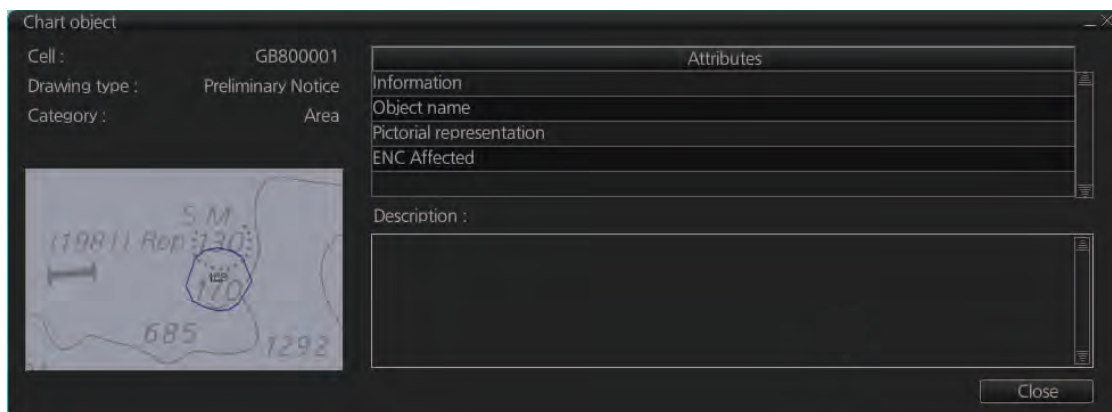 Chart object
Cell : GB800001
Drawing type : Preliminary Notice
Category : Area
Attributes
Information
Object name
Pictorial representation
ENC Affected
S M
(1981) Rep 130
170
685
1292
Description :
Close